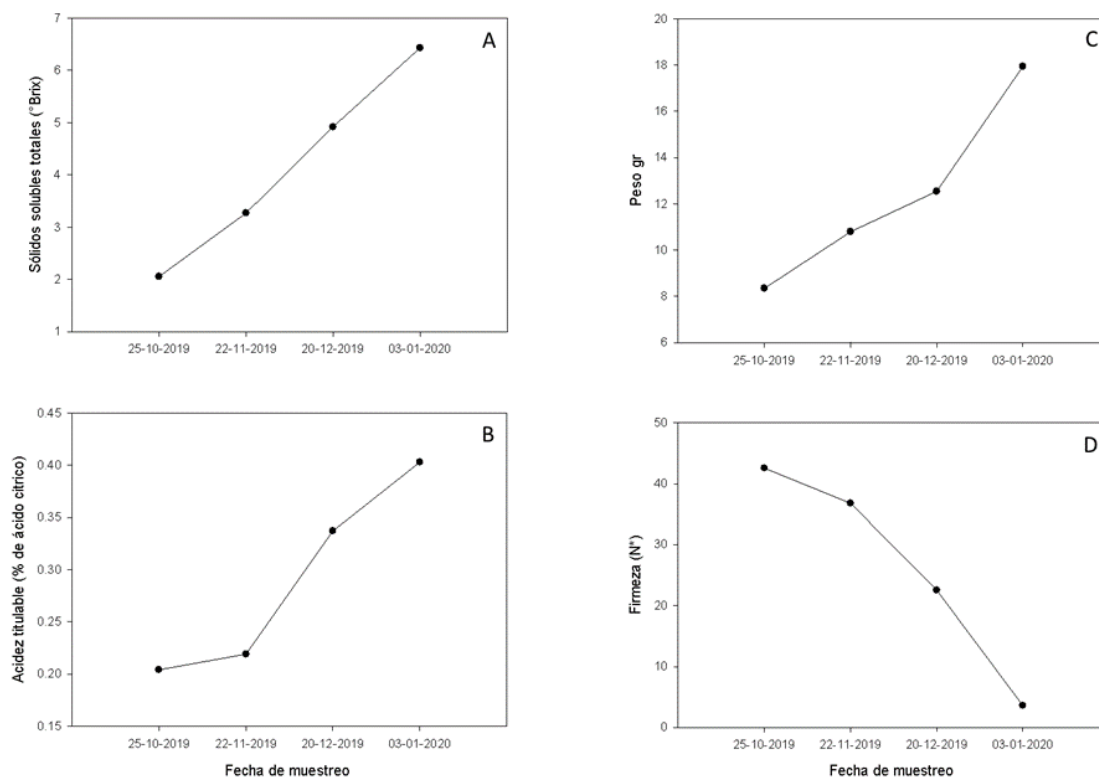 A
Sólidos solubles totales (°Brix)
7
6
5
4
3
2
1
25-10-2019 22-11-2019 20-12-2019 03-01-2020
C
Peso gr
20
18
16
14
12
10
8
6
25-10-2019 22-11-2019 20-12-2019 03-01-2020
B
Acidez titulable (% de ácido cítrico)
0.45
0.40
0.35
0.30
0.25
0.20
0.15
25-10-2019 22-11-2019 20-12-2019 03-01-2020
Fecha de muestreo
D
Firmeza (N*)
50
40
30
20
10
0
25-10-2019 22-11-2019 20-12-2019 03-01-2020
Fecha de muestreo